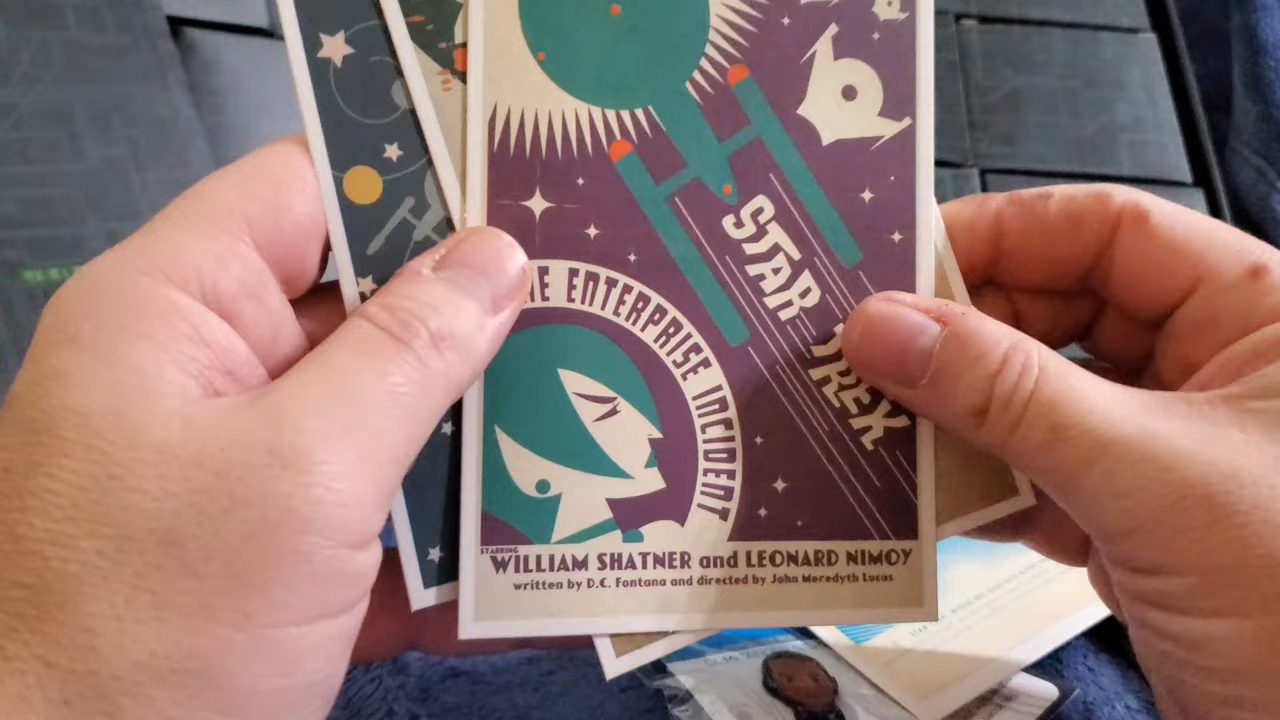 STAR TREK
THE ENTERPRISE INCIDENT
STARRING
WILLIAM SHATNER and LEONARD NIMOY
written by D.C. Fontana and directed by John Meredyth Lucas